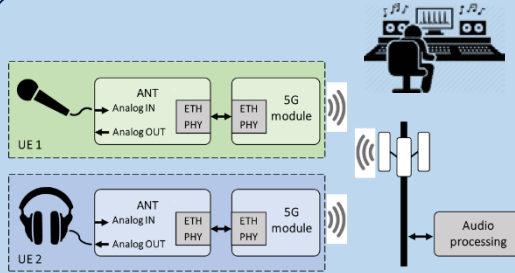 ANT
Analog IN
Analog OUT
ETH
PHY
ETH
PHY
5G
module
UE 1
ANT
Analog IN
Analog OUT
ETH
PHY
ETH
PHY
5G
module
UE 2
Audio
processing